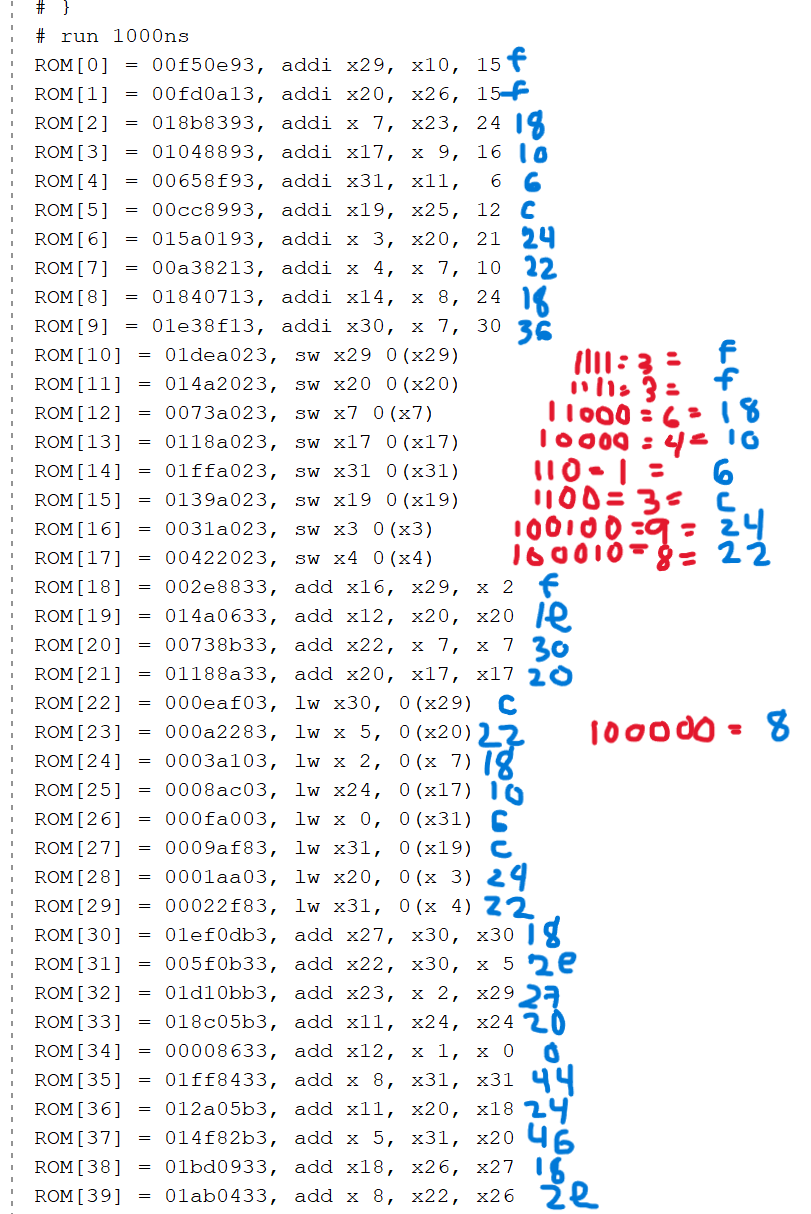 # }
# run 1000ns
ROM[0] = 00f50e93, addi x29, x10, 15 f
ROM[1] = 00fd0a13, addi x20, x26, 15 f
ROM[2] = 018b8393, addi x 7, x23, 24 18
ROM[3] = 01048893, addi x17, x 9, 16 10
ROM[4] = 00658f93, addi x31, x11,  6 6
ROM[5] = 00cc8993, addi x19, x25, 12 c
ROM[6] = 015a0193, addi x 3, x20, 21 24
ROM[7] = 00a38213, addi x 4, x 7, 10 22
ROM[8] = 01840713, addi x14, x 8, 24 18
ROM[9] = 01e38f13, addi x30, x 7, 30 36
ROM[10] = 01dea023, sw x29 0(x29) 1111 = 3 = f
ROM[11] = 014a2023, sw x20 0(x20) 1111 = 3 = f
ROM[12] = 0073a023, sw x7 0(x7) 11000 = 6 = 18
ROM[13] = 0118a023, sw x17 0(x17) 10000 = 4 = 10
ROM[14] = 01ffa023, sw x31 0(x31) 110 - 1 = 6
ROM[15] = 0139a023, sw x19 0(x19) 1100 = 3 = c
ROM[16] = 0031a023, sw x3 0(x3) 100100 = 9 = 24
ROM[17] = 00422023, sw x4 0(x4) 100010 = 8 = 22
ROM[18] = 002e8833, add x16, x29, x 2 f
ROM[19] = 014a0633, add x12, x20, x20 1e
ROM[20] = 00738b33, add x22, x 7, x 7 30
ROM[21] = 01188a33, add x20, x17, x17 20
ROM[22] = 000eaf03, lw x30, 0(x29) c
ROM[23] = 000a2283, lw x 5, 0(x20) 22 100000 = 8
ROM[24] = 0003a103, lw x 2, 0(x 7) 18
ROM[25] = 0008ac03, lw x24, 0(x17) 10
ROM[26] = 000fa003, lw x 0, 0(x31) 6
ROM[27] = 0009af83, lw x31, 0(x19) c
ROM[28] = 0001aa03, lw x20, 0(x 3) 24
ROM[29] = 00022f83, lw x31, 0(x 4) 22
ROM[30] = 01ef0db3, add x27, x30, x30 18
ROM[31] = 005f0b33, add x22, x30, x 5 2e
ROM[32] = 01d10bb3, add x23, x 2, x29 27
ROM[33] = 018c05b3, add x11, x24, x24 20
ROM[34] = 00008633, add x12, x 1, x 0 0
ROM[35] = 01ff8433, add x 8, x31, x31 44
ROM[36] = 012a05b3, add x11, x20, x18 24
ROM[37] = 014f82b3, add x 5, x31, x20 46
ROM[38] = 01bd0933, add x18, x26, x27 18
ROM[39] = 01ab0433, add x 8, x22, x26 2e